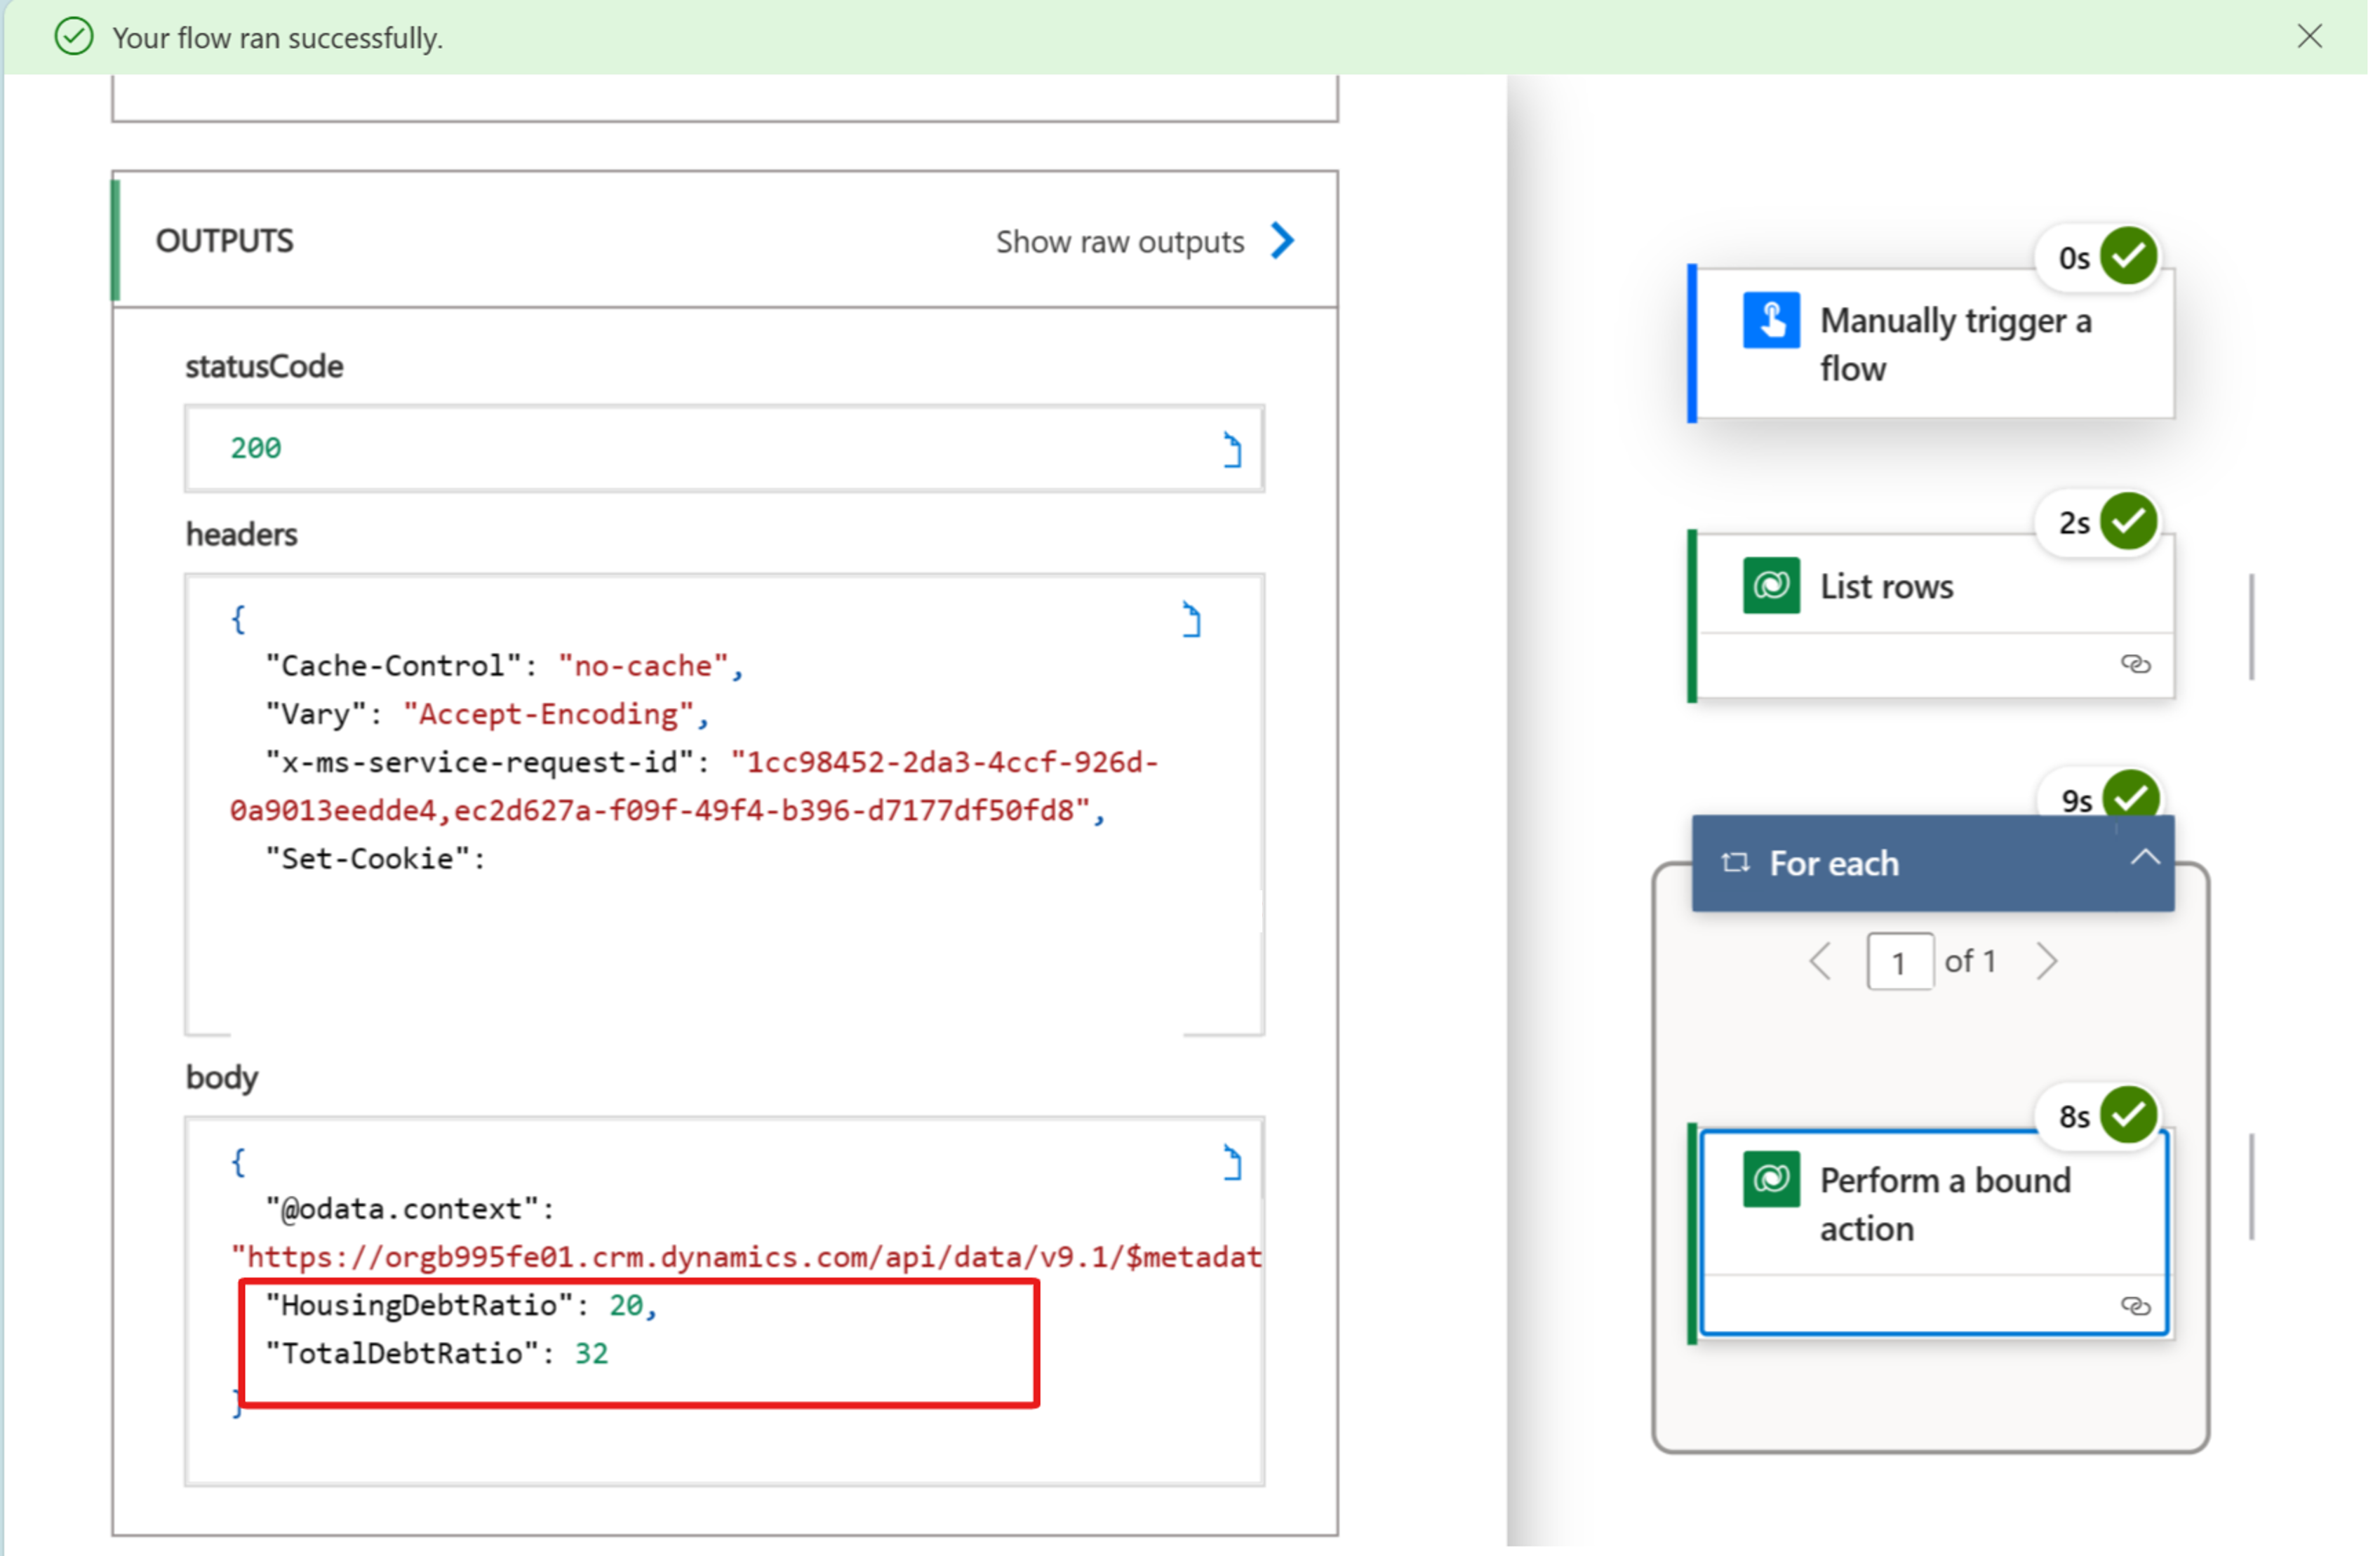 Your flow ran successfully.
OUTPUTS
Show raw outputs
statusCode
200
headers
{
"Cache-Control": "no-cache",
"Vary": "Accept-Encoding",
"x-ms-service-request-id": "1cc98452-2da3-4ccf-926d-
0a9013eedde4,ec2d627a-f09f-49f4-b396-d7177df50fd8",
"Set-Cookie":
body
{
"@odata.context":
"https://orgb995fe01.crm.dynamics.com/api/data/v9.1/$metadat
"HousingDebtRatio": 20,
"TotalDebtRatio": 32
}
0s
Manually trigger a
flow
2s
List rows
9s
For each
1 of 1
8s
Perform a bound
action